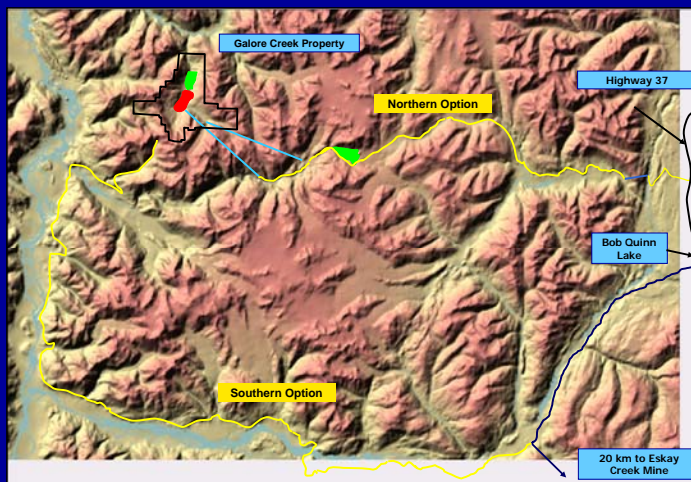 Galore Creek Property
Highway 37
Northern Option
Bob Quinn
Lake
Southern Option
20 km to Eskay
Creek Mine